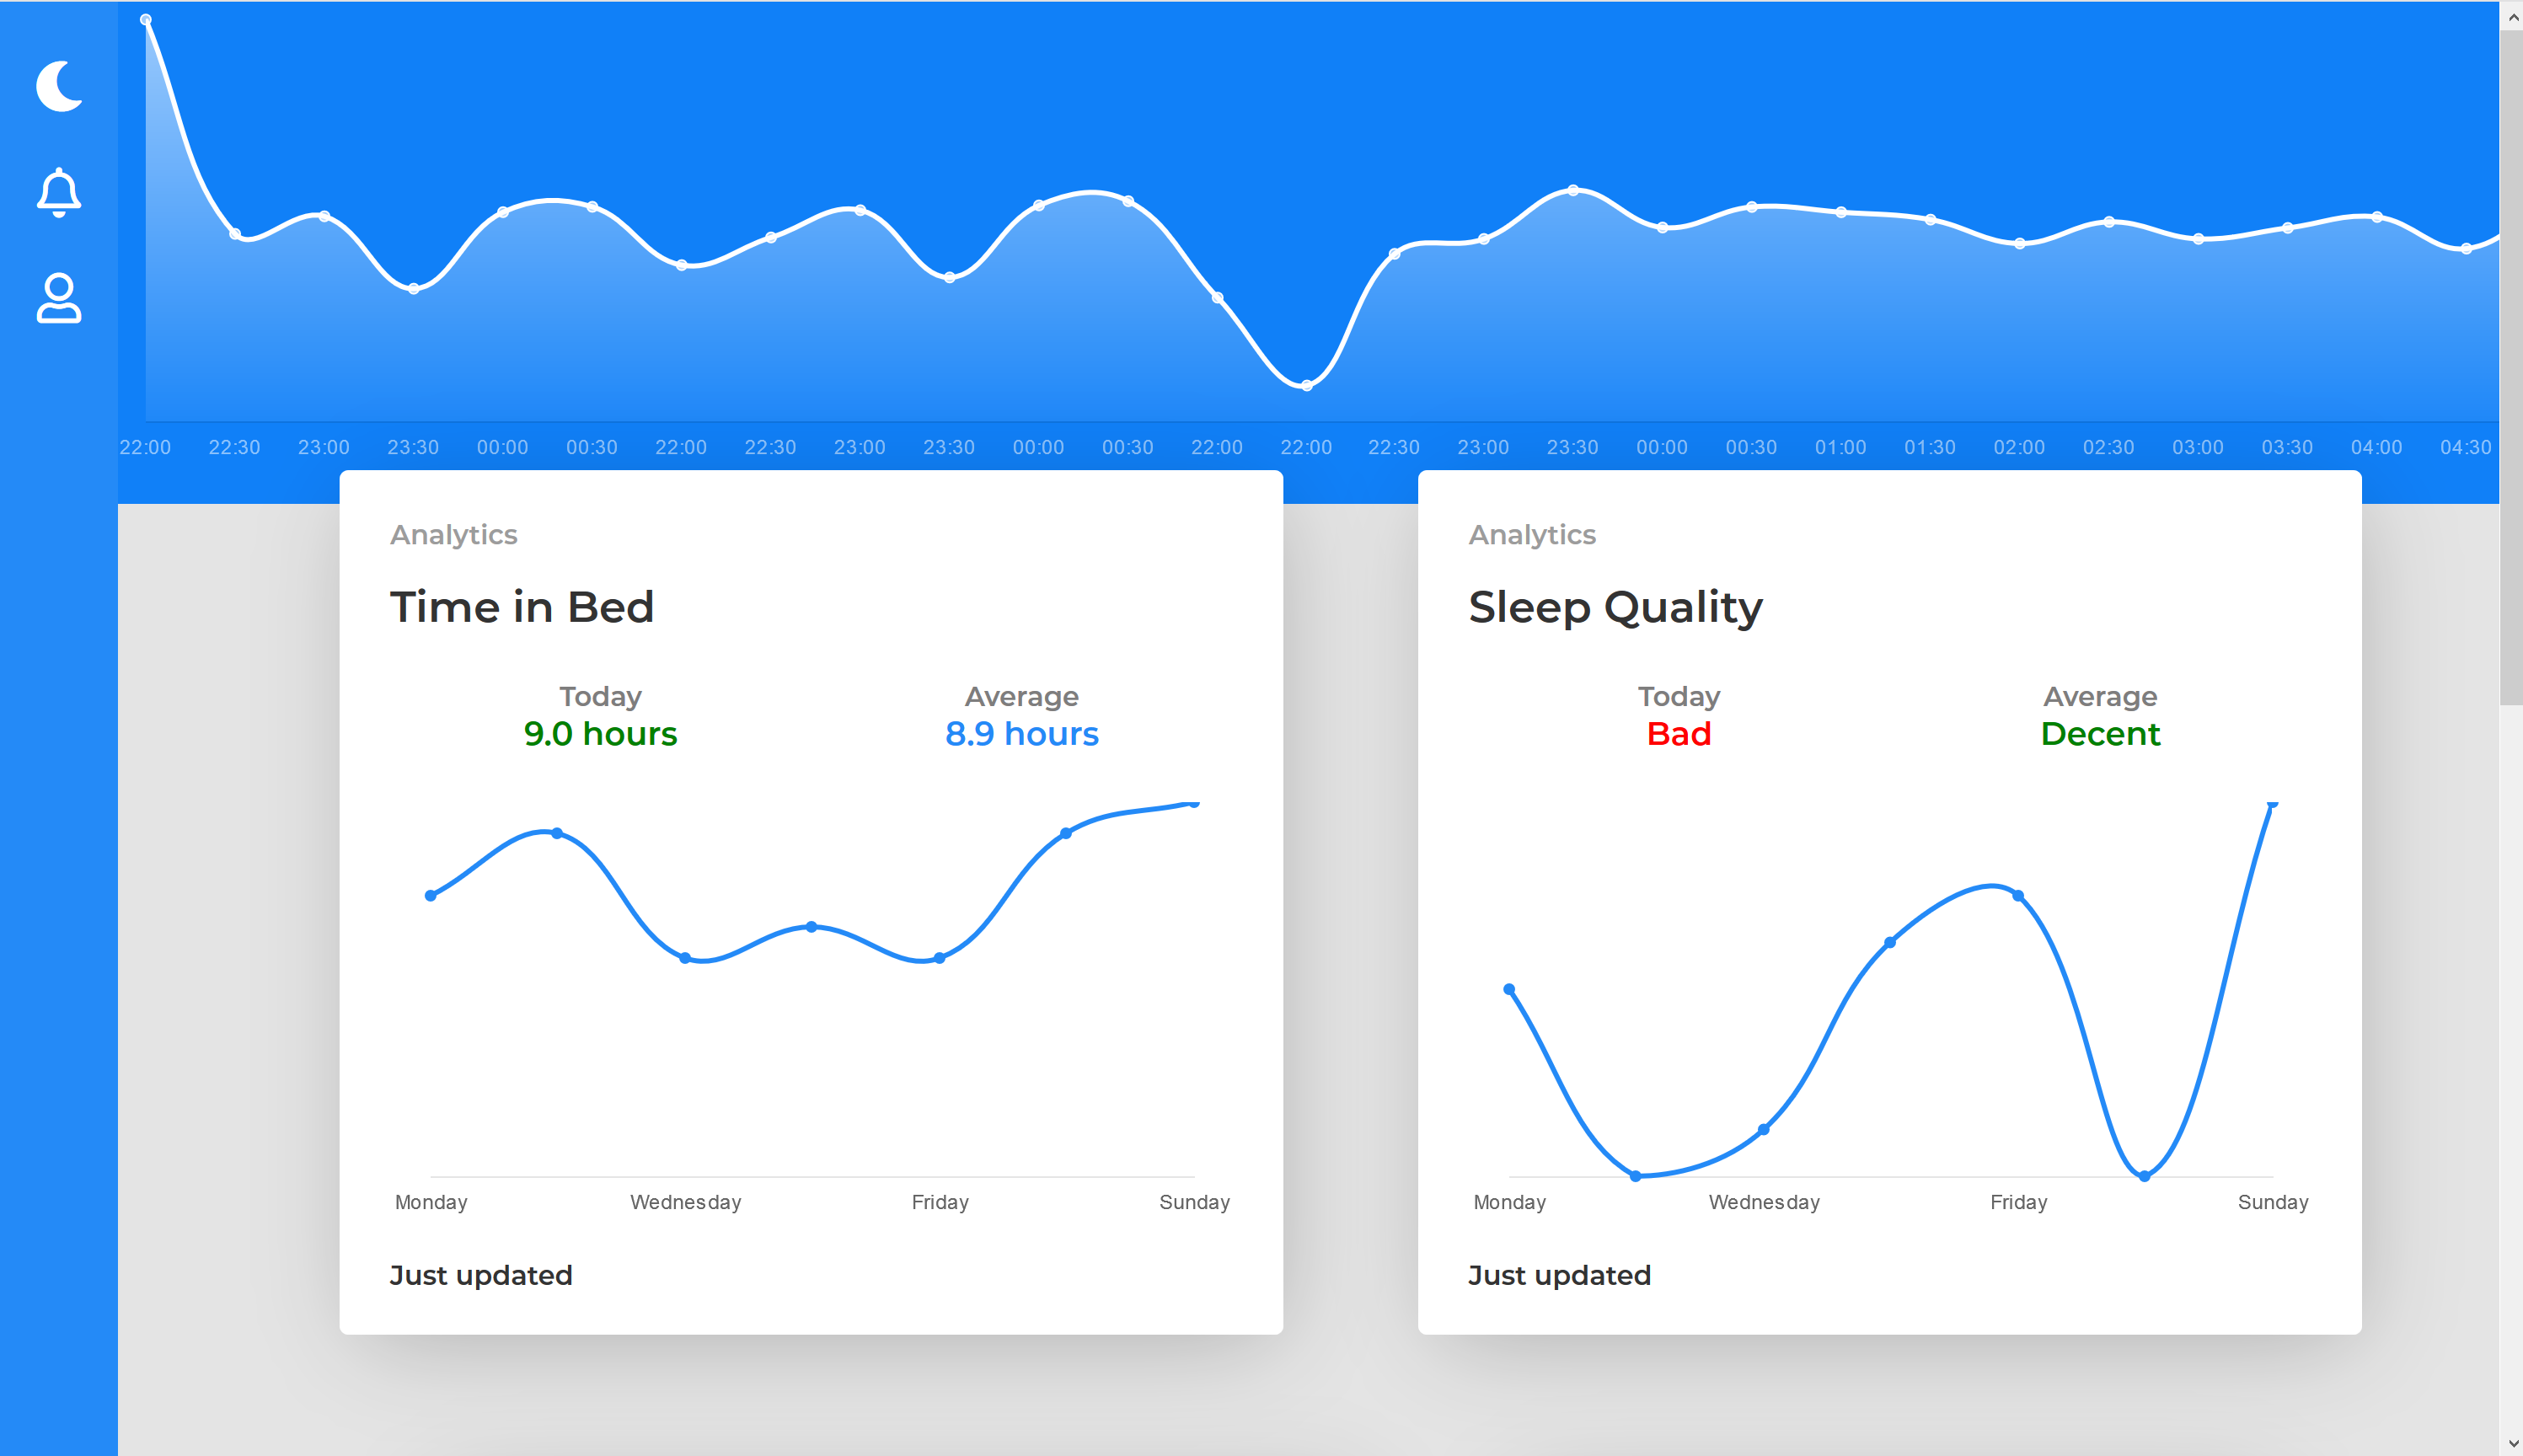 22:00 22:30 23:00 23:30 00:00 00:30 22:00 22:30 23:00 23:30 00:00 00:30 22:00 22:00 22:30 23:00 23:30 00:00 00:30 01:00 01:30 02:00 02:30 03:00 03:30 04:00 04:30
Analytics
Time in Bed
Today Average
9.0 hours 8.9 hours
Monday Wednesday Friday Sunday
Just updated
Analytics
Sleep Quality
Today Average
Bad Decent
Monday Wednesday Friday Sunday
Just updated